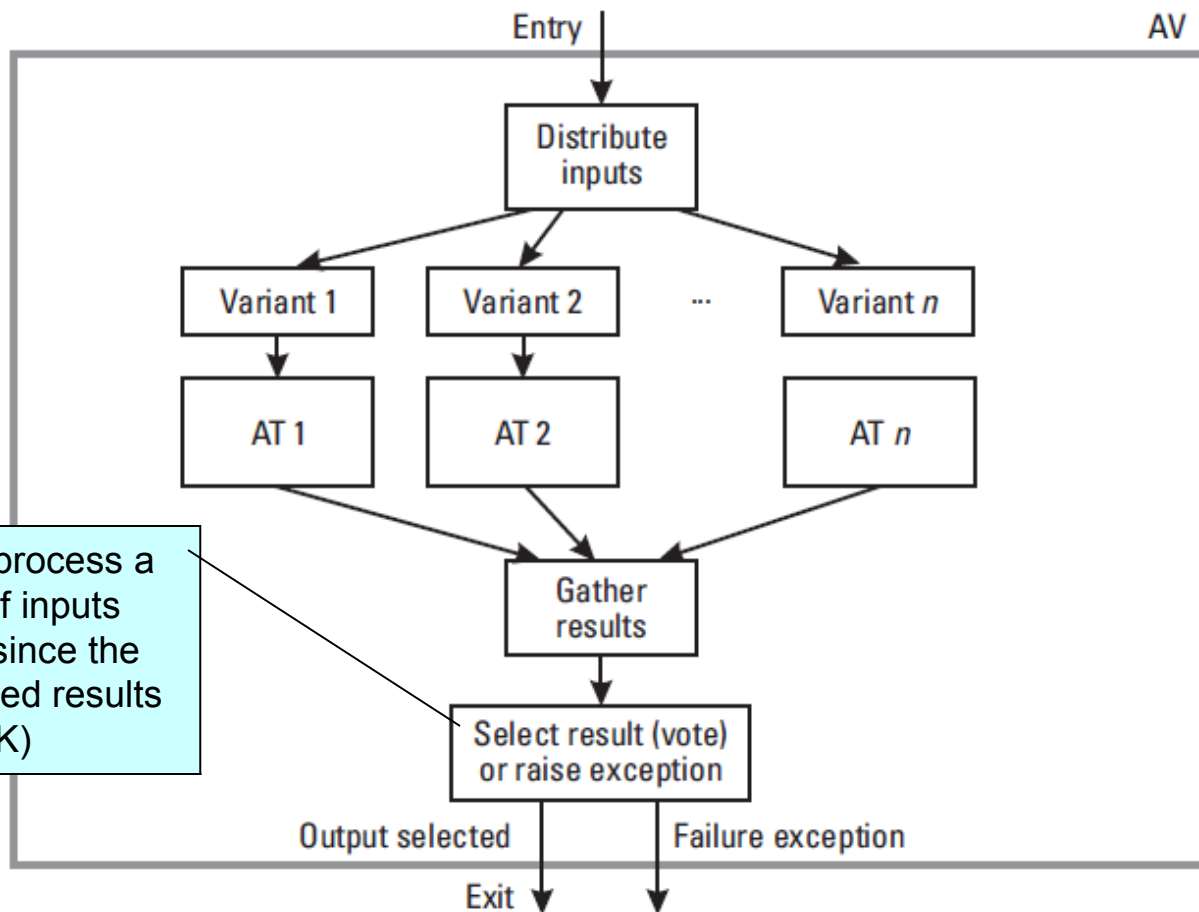 Entry
AV
Distribute
inputs
Variant 1
Variant 2
...
Variant n
AT 1
AT 2
AT n
process a
f inputs
since the
ed results
K)
Gather
results
Select result (vote)
or raise exception
Output selected
Failure exception
Exit